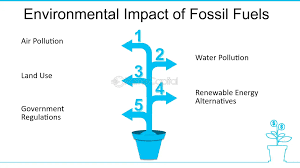 Environmental Impact of Fossil Fuels
Air Pollution
1
2
Water Pollution
Land Use
3
4
Renewable Energy
Alternatives
Government
Regulations
5
$ $